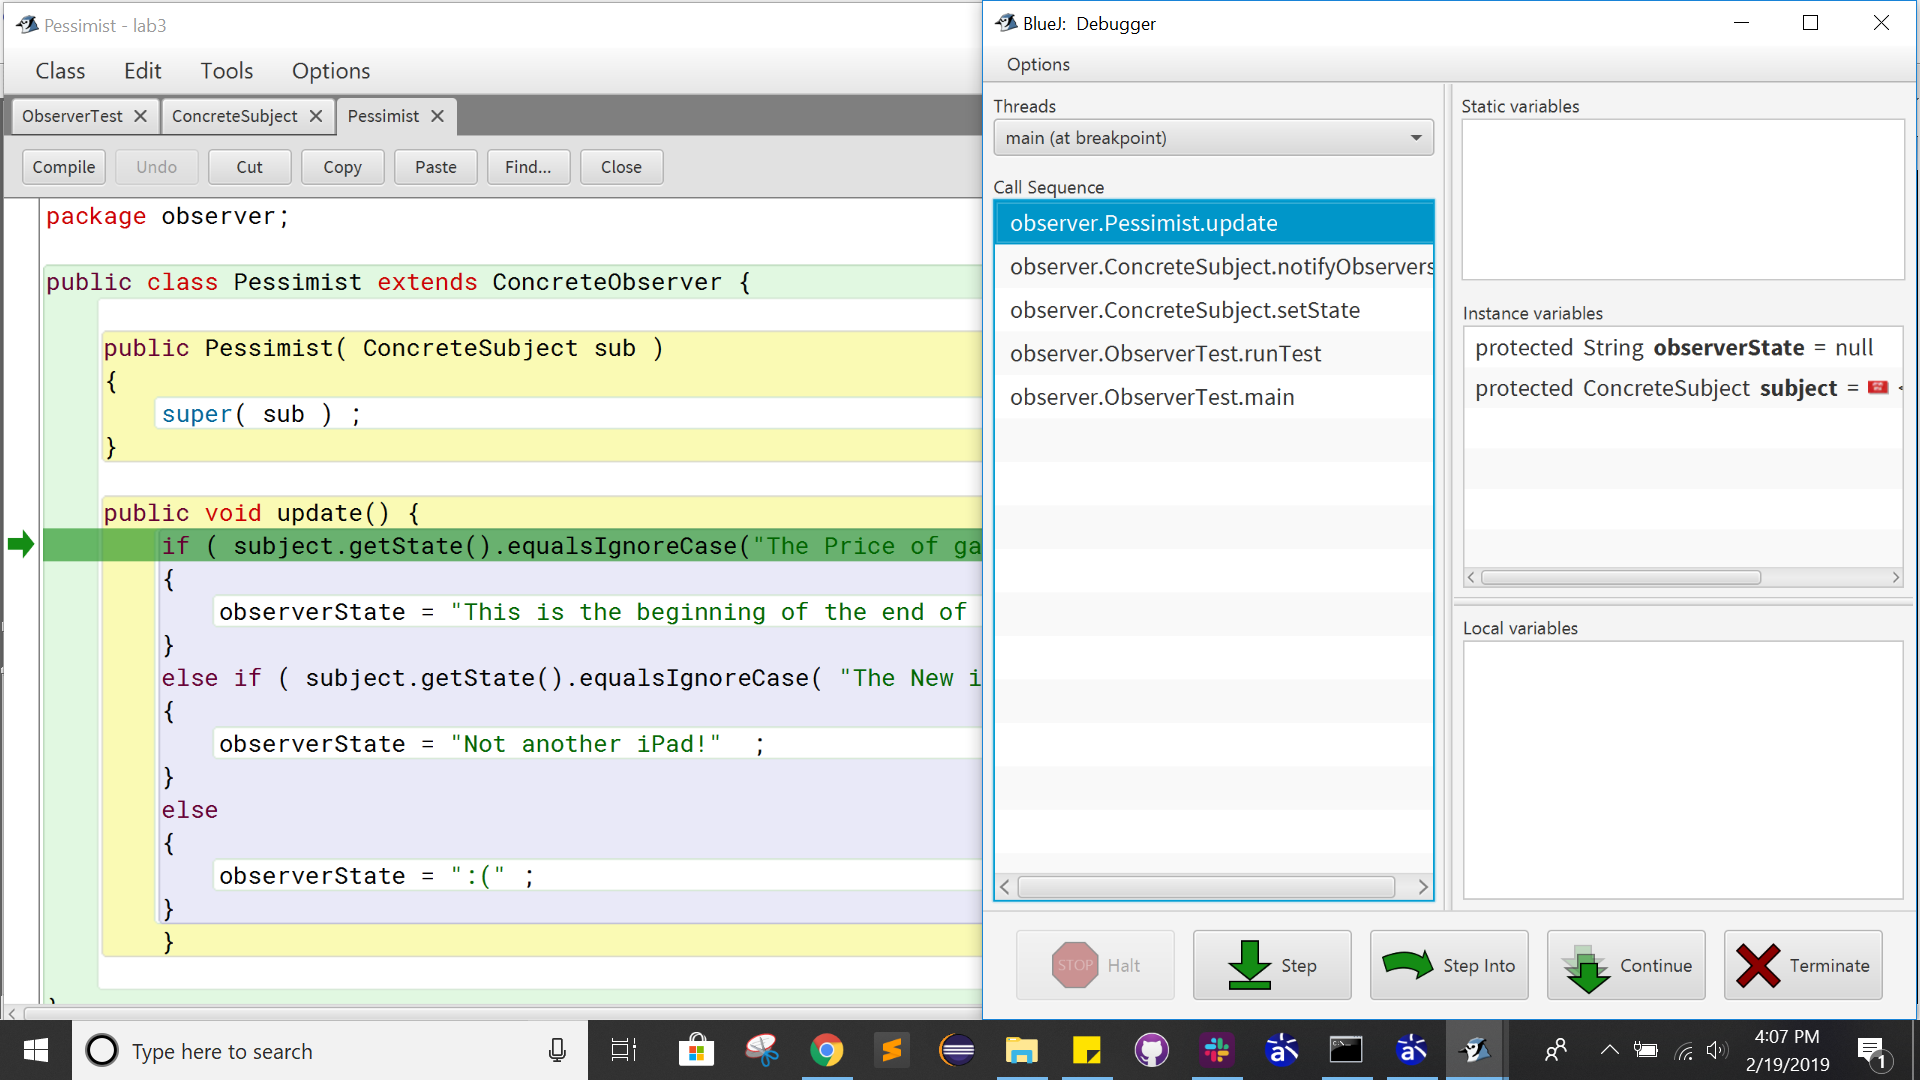 Pessimist - lab3
Class Edit Tools Options
ObserverTest ConcreteSubject Pessimist
Compile Undo Cut Copy Paste Find... Close
package observer;
public class Pessimist extends ConcreteObserver {
public Pessimist( ConcreteSubject sub )
{
super( sub ) ;
}
public void update() {
if ( subject.getState().equalsIgnoreCase("The Price of ga
{
observerState = "This is the beginning of the end of
}
else if ( subject.getState().equalsIgnoreCase( "The New i
{
observerState = "Not another iPad!" ;
}
else
{
observerState = ":(" ;
}
}
BlueJ: Debugger
Options
Threads
main (at breakpoint)
Call Sequence
observer.Pessimist.update
observer.ConcreteSubject.notifyObservers
observer.ConcreteSubject.setState
observer.ObserverTest.runTest
observer.ObserverTest.main
Static variables
Instance variables
protected String observerState = null
protected ConcreteSubject subject =
Local variables
STOP Halt Step Step Into Continue Terminate
Type here to search
4:07 PM
2/19/2019
1